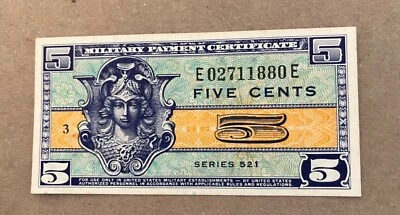 5 MILITARY PAYMENT CERTIFICATE 5
E02711880E
FIVE CENTS
3 5
SERIES 521
5 FOR USE ONLY IN UNITED STATES MILITARY ESTABLISHMENTS - BY UNITED STATES 5
AUTHORIZED PERSONNEL IN ACCORDANCE WITH APPLICABLE RULES AND REGULATIONS.